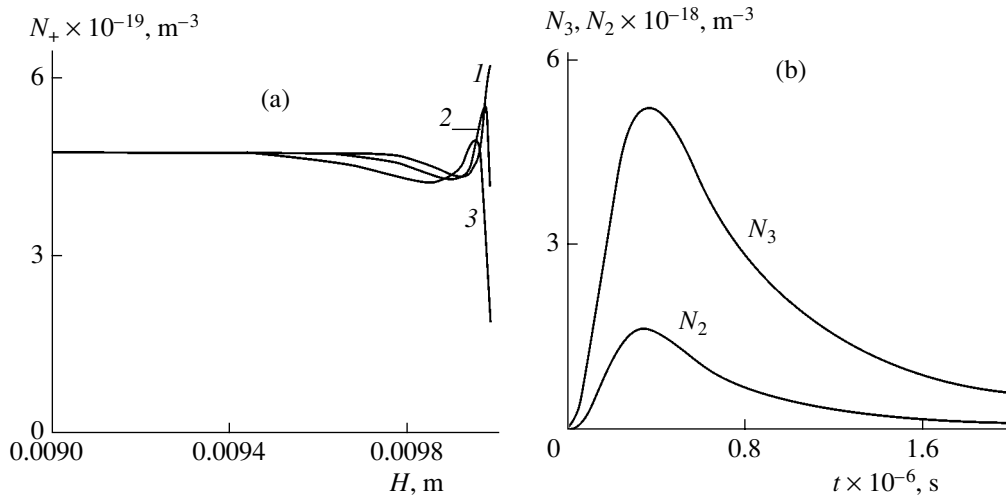 N₊ × 10⁻¹⁹, m⁻³
(a)
6
3
0
1
2
3
0.0090
0.0094
0.0098
H, m
N₃, N₂ × 10⁻¹⁸, m⁻³
(b)
6
3
N₃
N₂
0
0.8
1.6
t × 10⁻⁶, s